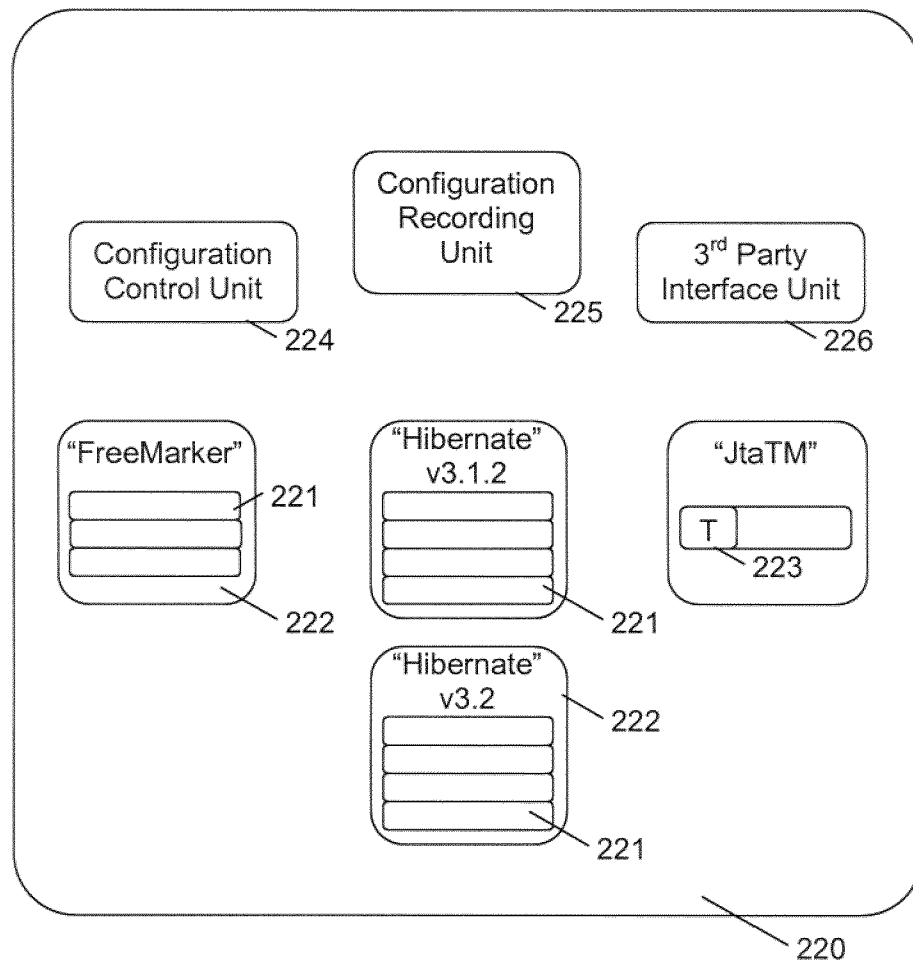 Configuration
Recording
Unit
225
Configuration
Control Unit
224
3rd Party
Interface Unit
226
“FreeMarker”
221
222
“Hibernate”
v3.1.2
221
“JtaTM”
T
223
“Hibernate”
v3.2
222
221
220